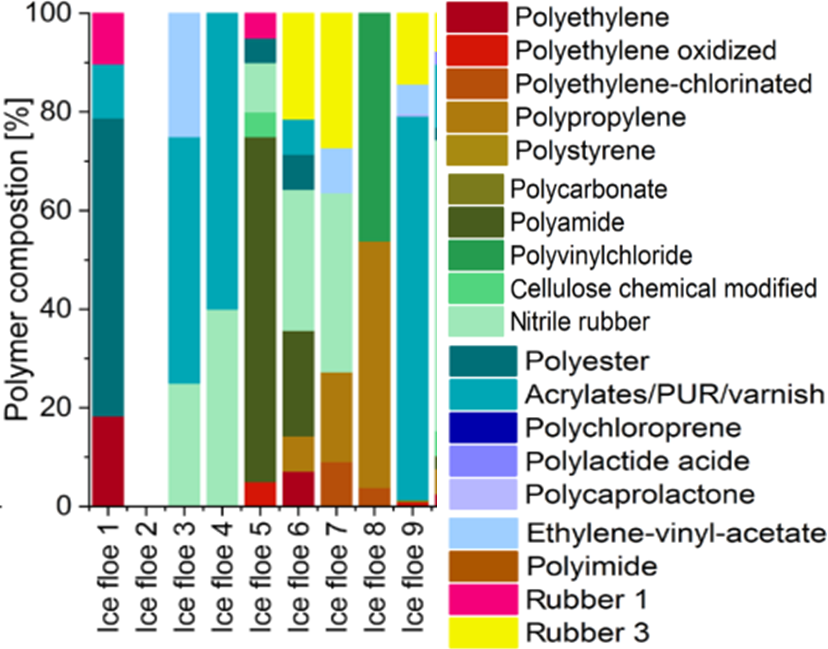 Polymer compostion [%]
100
80
60
40
20
0
Ice floe 1
Ice floe 2
Ice floe 3
Ice floe 4
Ice floe 5
Ice floe 6
Ice floe 7
Ice floe 8
Ice floe 9
Polyethylene
Polyethylene oxidized
Polyethylene-chlorinated
Polypropylene
Polystyrene
Polycarbonate
Polyamide
Polyvinylchloride
Cellulose chemical modified
Nitrile rubber
Polyester
Acrylates/PUR/varnish
Polychloroprene
Polylactide acide
Polycaprolactone
Ethylene-vinyl-acetate
Polyimide
Rubber 1
Rubber 3